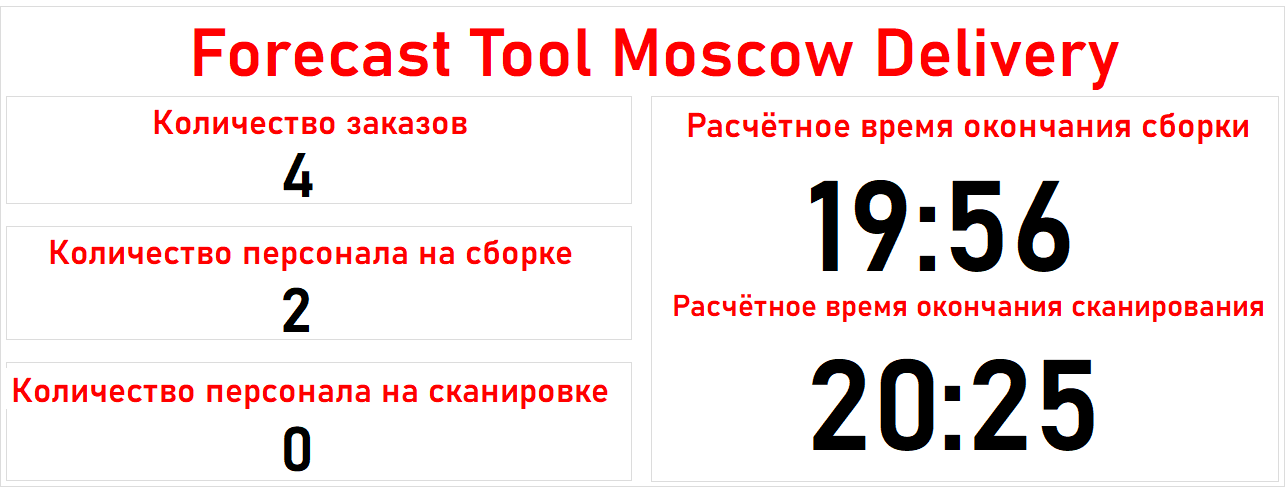 Forecast Tool Moscow Delivery
Количество заказов
4
Количество персонала на сборке
2
Количество персонала на сканировке
0
Расчётное время окончания сборки
19:56
Расчётное время окончания сканирования
20:25